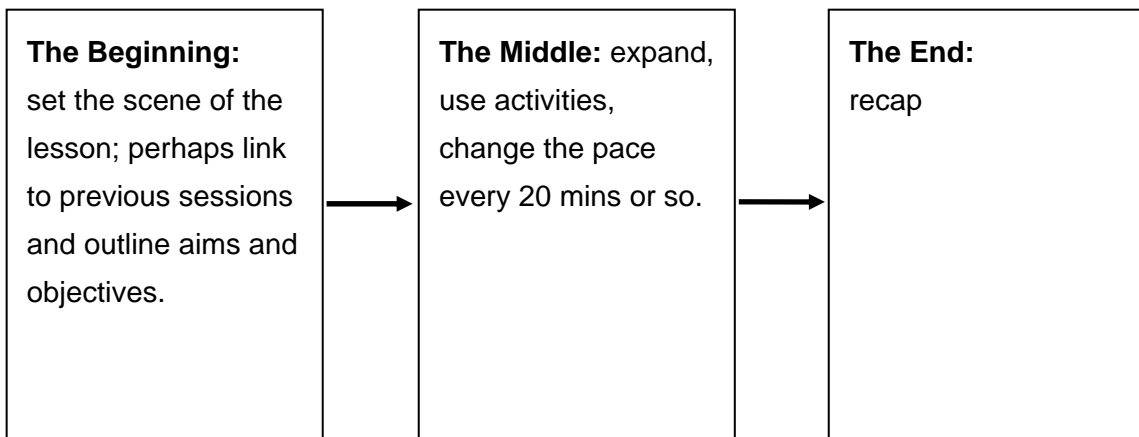 The Beginning:
set the scene of the
lesson; perhaps link
to previous sessions
and outline aims and
objectives.
The Middle: expand,
use activities,
change the pace
every 20 mins or so.
The End:
recap